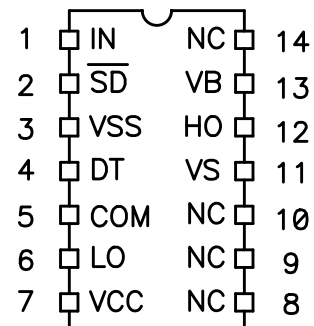 1 IN NC 14
2 S̅D̅ VB 13
3 VSS HO 12
4 DT VS 11
5 COM NC 10
6 LO NC 9
7 VCC NC 8